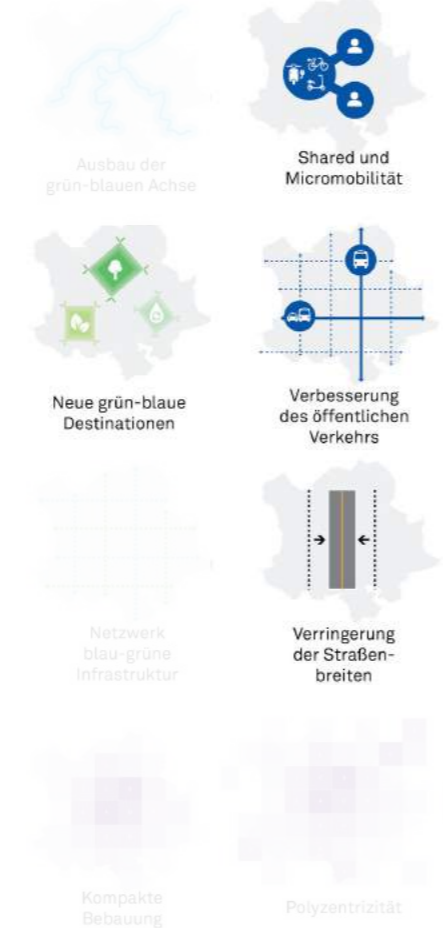 Ausbau der
grün-blauen Achse
Shared und
Micromobilität
Neue grün-blaue
Destinationen
Verbesserung
des öffentlichen
Verkehrs
Netzwerk
blau-grüne
Infrastruktur
Verringerung
der Straßen-
breiten
Kompakte
Bebauung
Polyzentrizität